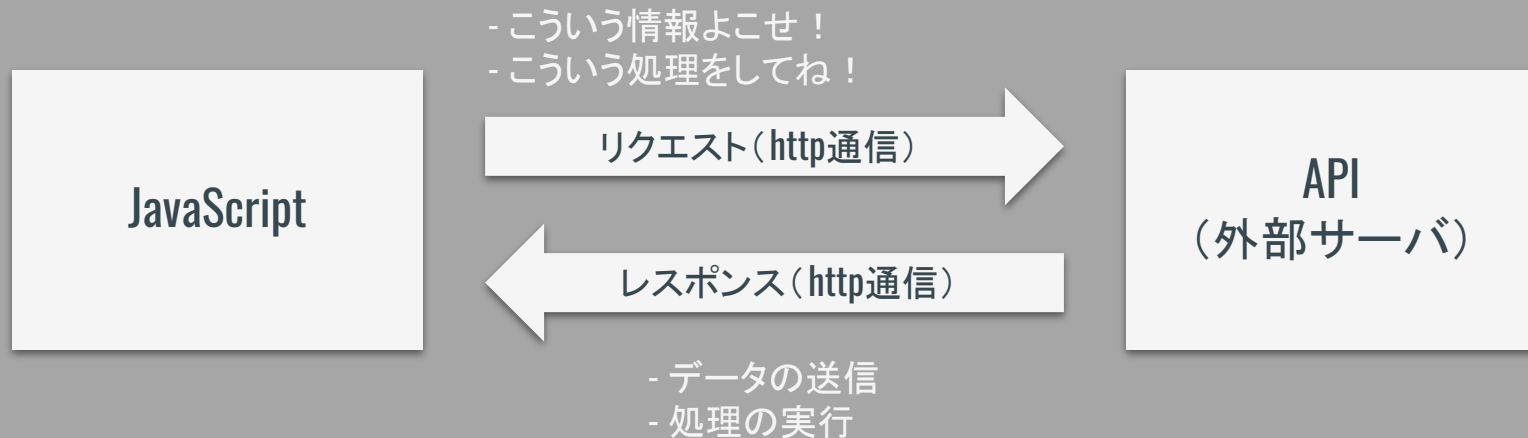 - こういう情報よこせ！
- こういう処理をしてね！
JavaScript
リクエスト（http通信）
API
（外部サーバ）
レスポンス（http通信）
- データの送信
- 処理の実行